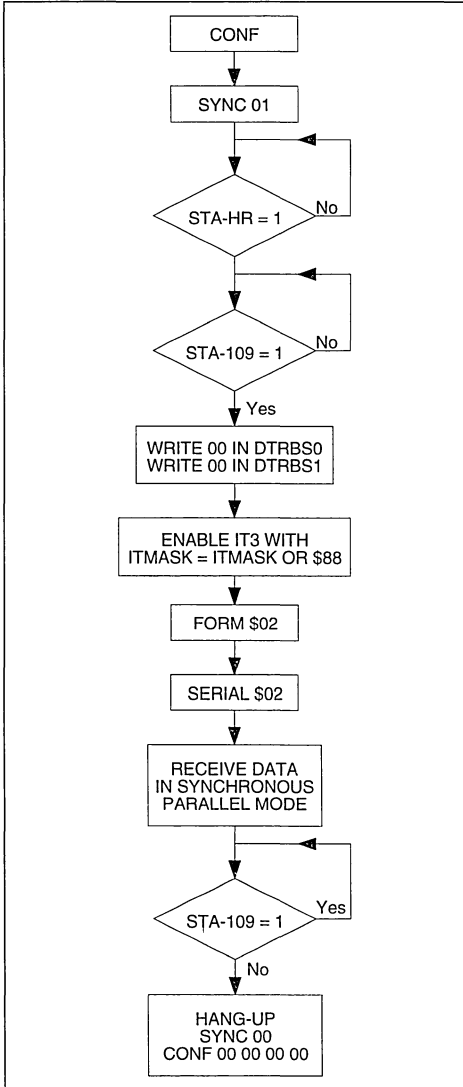 CONF
SYNC 01
No
STA-HR = 1
No
STA-109 = 1
Yes
WRITE 00 IN DTRBS0
WRITE 00 IN DTRBS1
ENABLE IT3 WITH
ITMASK = ITMASK OR $88
FORM $02
SERIAL $02
RECEIVE DATA
IN SYNCHRONOUS
PARALLEL MODE
Yes
STA-109 = 1
No
HANG-UP
SYNC 00
CONF 00 00 00 00